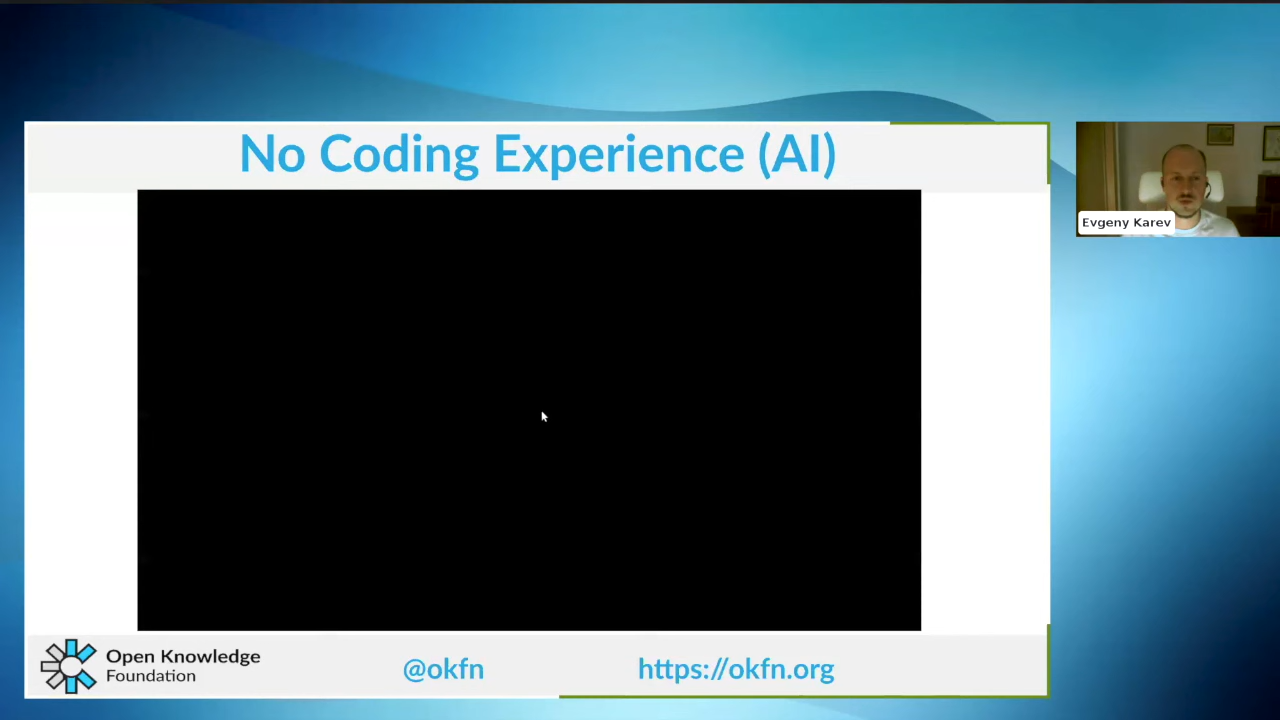 No Coding Experience (AI)
Evgeny Karev
Open Knowledge
Foundation
@okfn
https://okfn.org